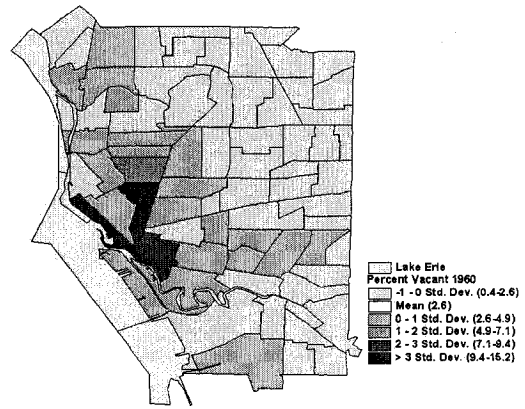 Lake Erie
Percent Vacant 1960
-1 - 0 Std. Dev. (0.4-2.6)
Mean (2.6)
0 - 1 Std. Dev. (2.6-4.9)
1 - 2 Std. Dev. (4.9-7.1)
2 - 3 Std. Dev. (7.1-9.4)
> 3 Std. Dev. (9.4-15.2)